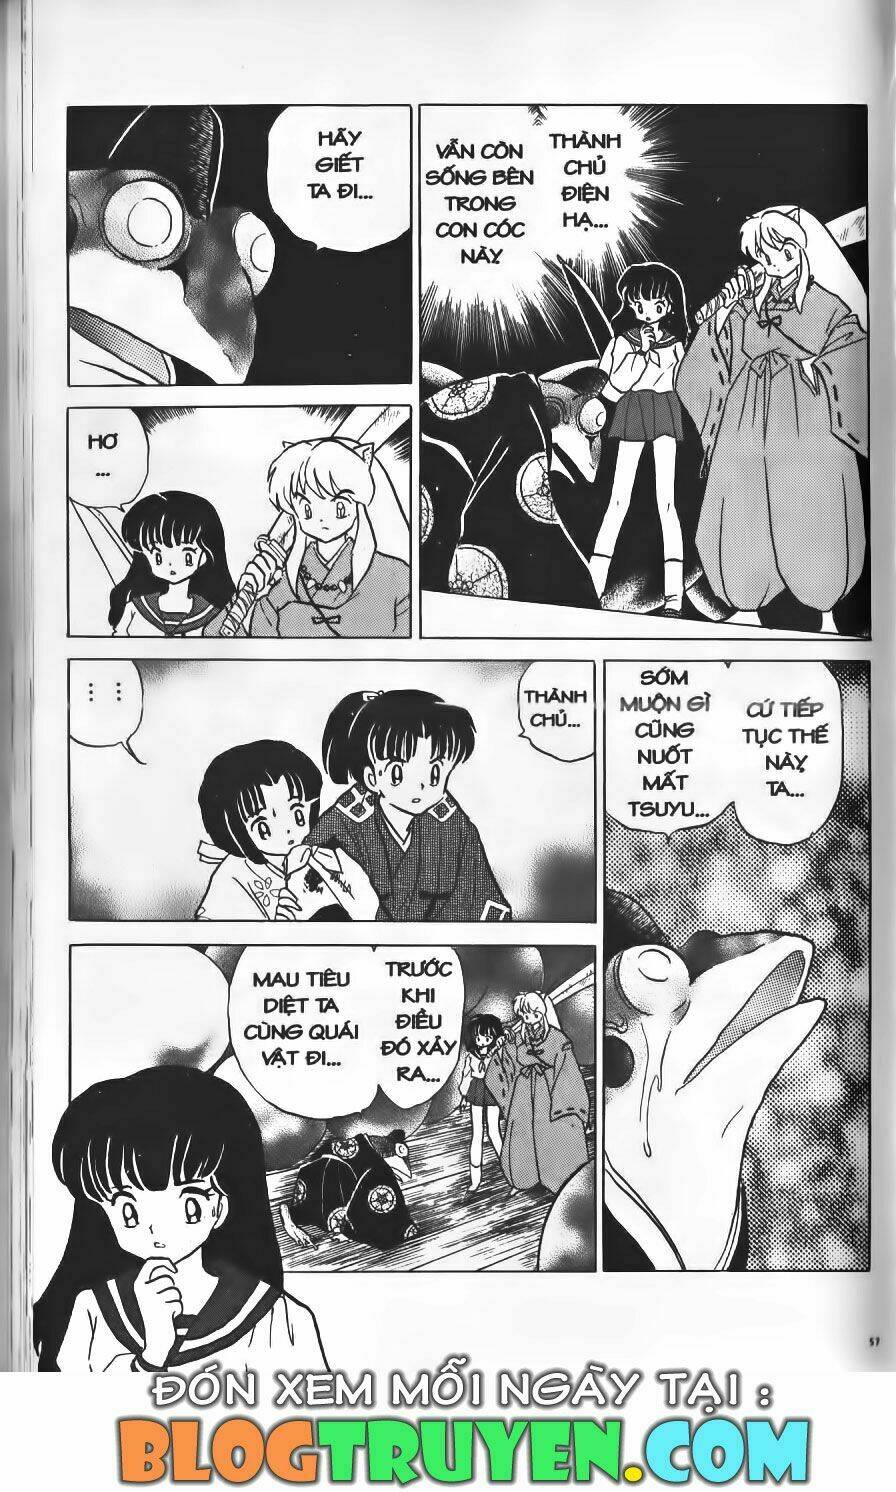 THÀNH
CHỦ
ĐIỆN
HẠ...
VẪN CÒN
SỐNG BÊN
TRONG
CON CÓC
NÀY.
HÃY
GIẾT
TA ĐI...
HƠ
...
CỨ TIẾP
TỤC THẾ
NÀY,
TA...
SỚM
MUỘN GÌ
CŨNG
NUỐT
MẤT
TSUYU...
THÀNH
CHỦ...
... ...
TRƯỚC
KHI
ĐIỀU
ĐÓ XẢY
RA...
MAU TIÊU
DIỆT TA
CÙNG QUÁI
VẬT ĐI...
57
ĐÓN XEM MỖI NGÀY TẠI :
BLOGTRUYEN.COM